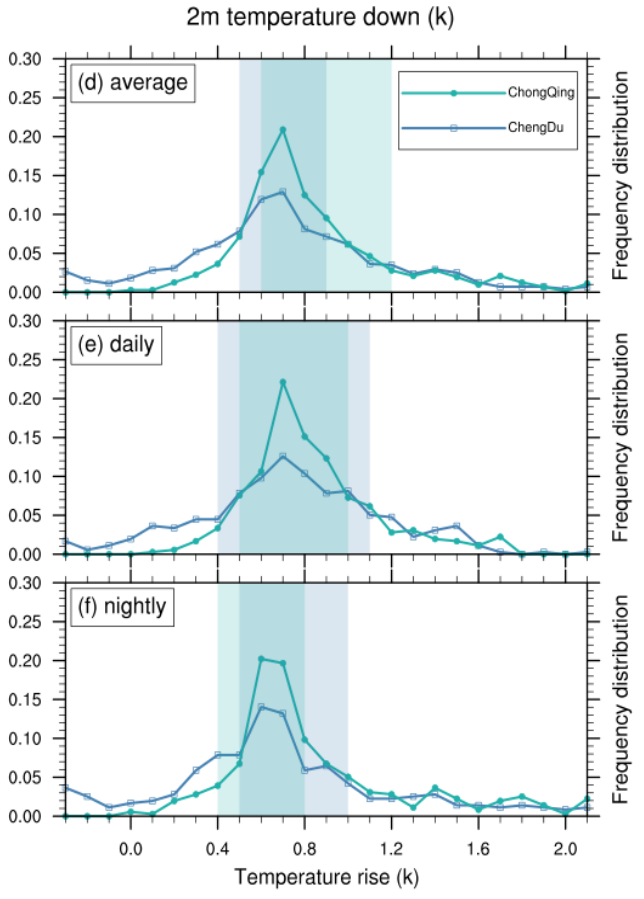 2m temperature down (k)
0.30
(d) average
0.25
0.20
0.15
0.10
0.05
0.00
ChongQing
ChengDu
Frequency distribution
0.30
(e) daily
0.25
0.20
0.15
0.10
0.05
0.00
Frequency distribution
0.30
(f) nightly
0.25
0.20
0.15
0.10
0.05
0.00
Frequency distribution
0.0 0.4 0.8 1.2 1.6 2.0
Temperature rise (k)